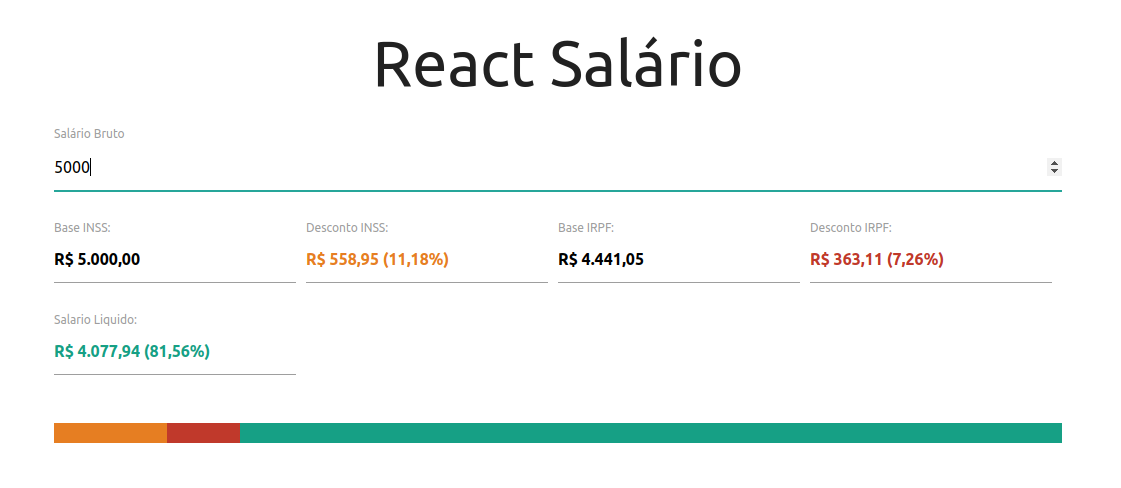 React Salário
Salário Bruto
5000
Base INSS: Desconto INSS: Base IRPF: Desconto IRPF:
R$ 5.000,00 R$ 558,95 (11,18%) R$ 4.441,05 R$ 363,11 (7,26%)
Salario Liquido:
R$ 4.077,94 (81,56%)